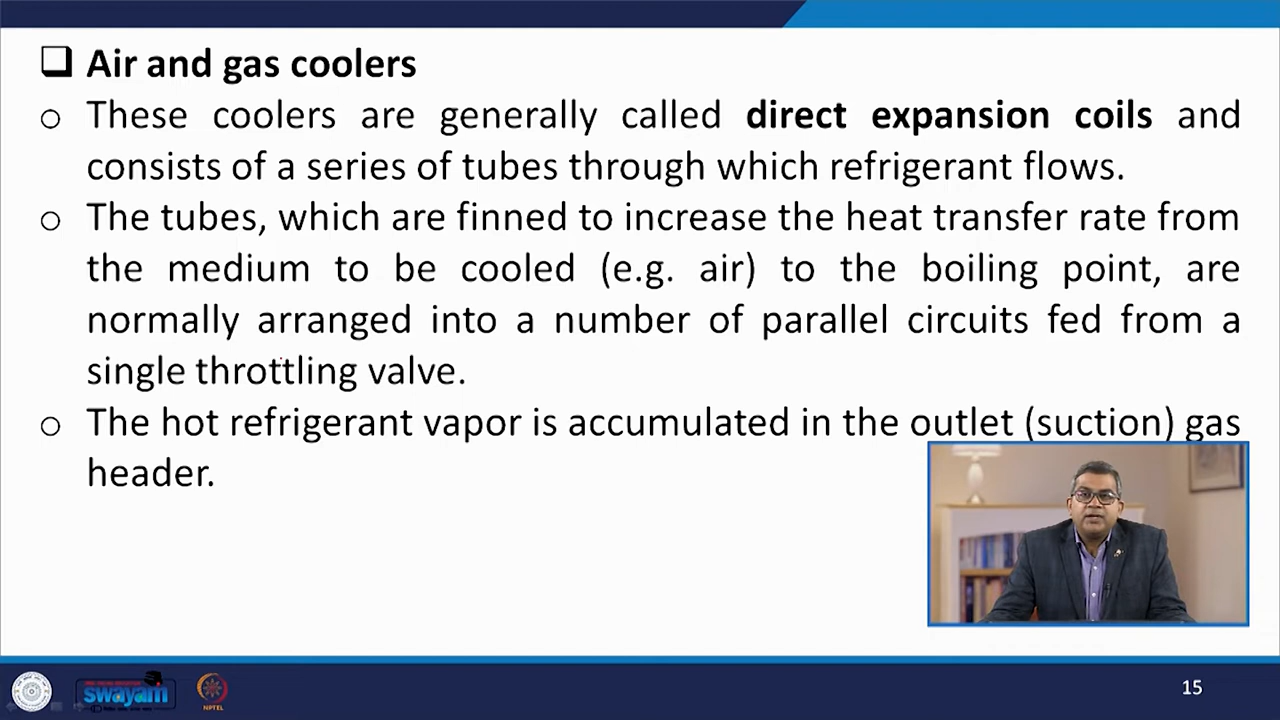 Air and gas coolers
These coolers are generally called direct expansion coils and
consists of a series of tubes through which refrigerant flows.
The tubes, which are finned to increase the heat transfer rate from
the medium to be cooled (e.g. air) to the boiling point, are
normally arranged into a number of parallel circuits fed from a
single throttling valve.
The hot refrigerant vapor is accumulated in the outlet (suction) gas
header.
swayam
NPTEL
15